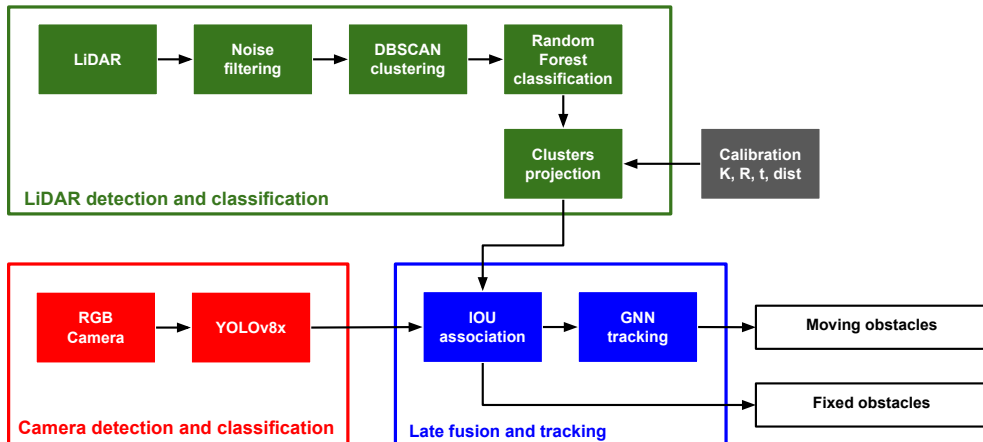 LiDAR
Noise
filtering
DBSCAN
clustering
Random
Forest
classification
Clusters
projection
Calibration
K, R, t, dist
LiDAR detection and classification
RGB
Camera
YOLOv8x
IOU
association
GNN
tracking
Moving obstacles
Fixed obstacles
Camera detection and classification
Late fusion and tracking